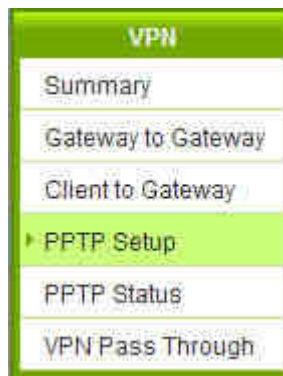 VPN
Summary
Gateway to Gateway
Client to Gateway
PPTP Setup
PPTP Status
VPN Pass Through